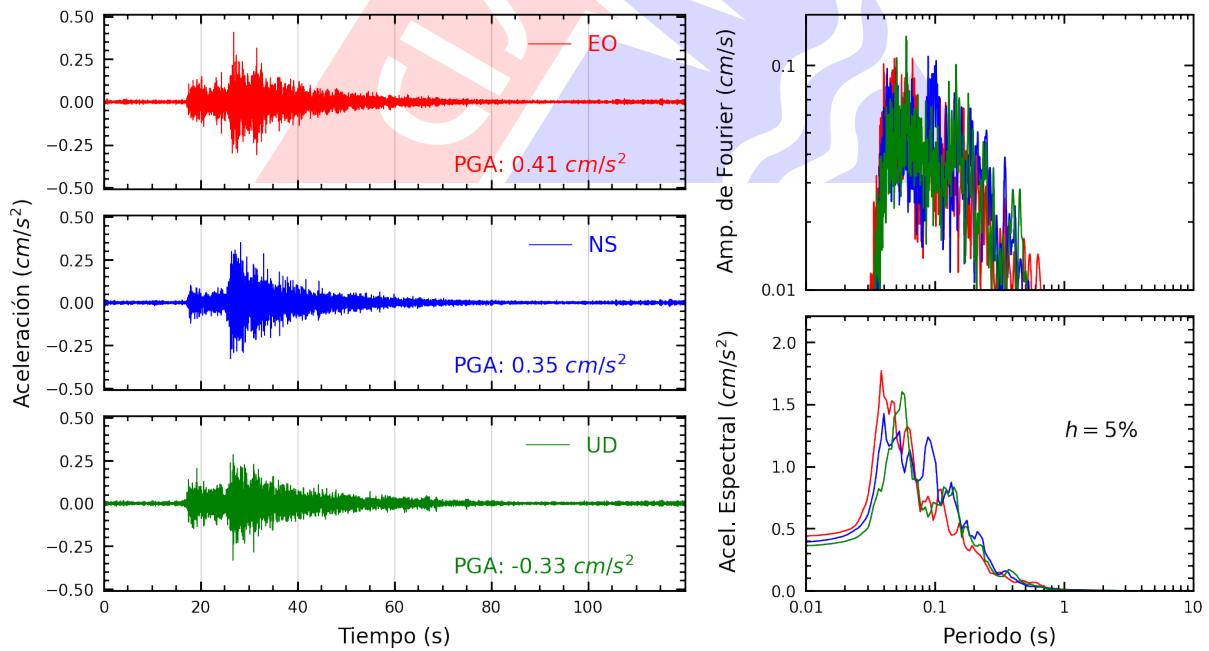 0.50
0.25
0.00
−0.25
−0.50
EO
PGA: 0.41 cm/s²
0.50
0.25
0.00
−0.25
−0.50
NS
PGA: 0.35 cm/s²
Aceleración (cm/s²)
0.50
0.25
0.00
−0.25
−0.50
UD
PGA: -0.33 cm/s²
0 20 40 60 80 100
Tiempo (s)
Amp. de Fourier (cm/s)
0.1
0.01
Acel. Espectral (cm/s²)
2.0
1.5
1.0
0.5
0.0
h = 5%
0.01 0.1 1 10
Periodo (s)